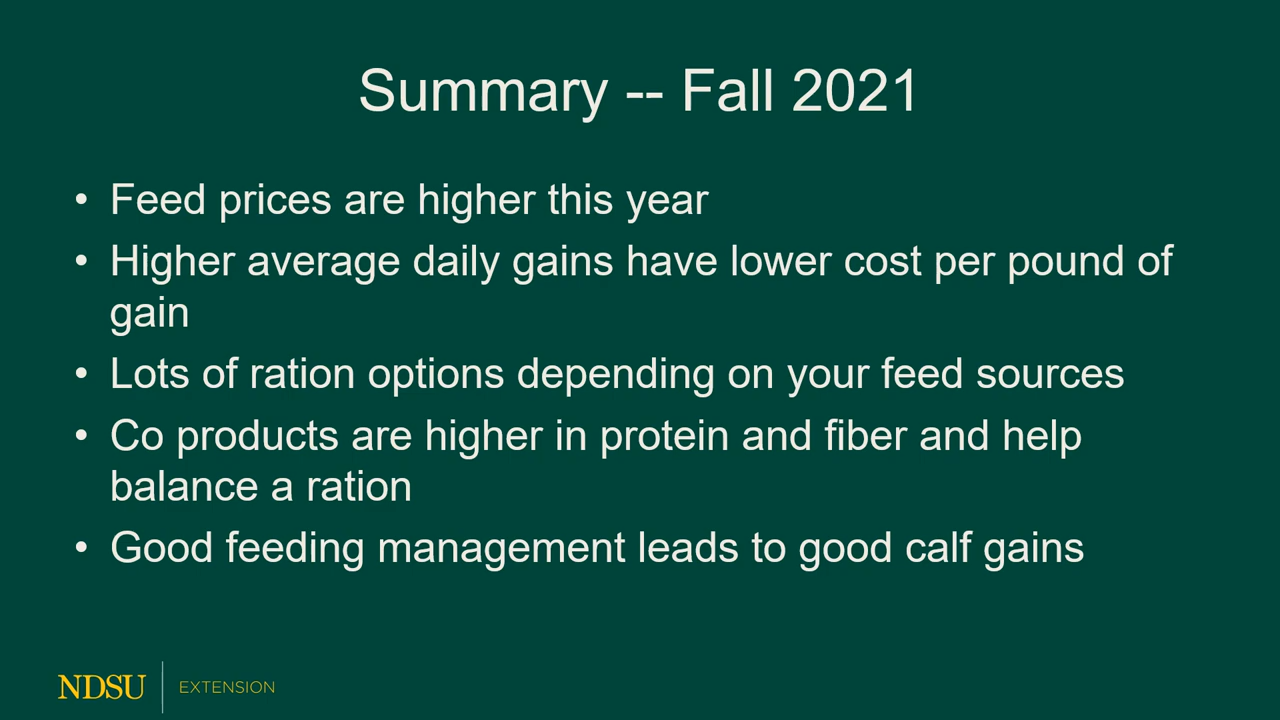 Summary -- Fall 2021
• Feed prices are higher this year
• Higher average daily gains have lower cost per pound of
gain
• Lots of ration options depending on your feed sources
• Co products are higher in protein and fiber and help
balance a ration
• Good feeding management leads to good calf gains
NDSU EXTENSION